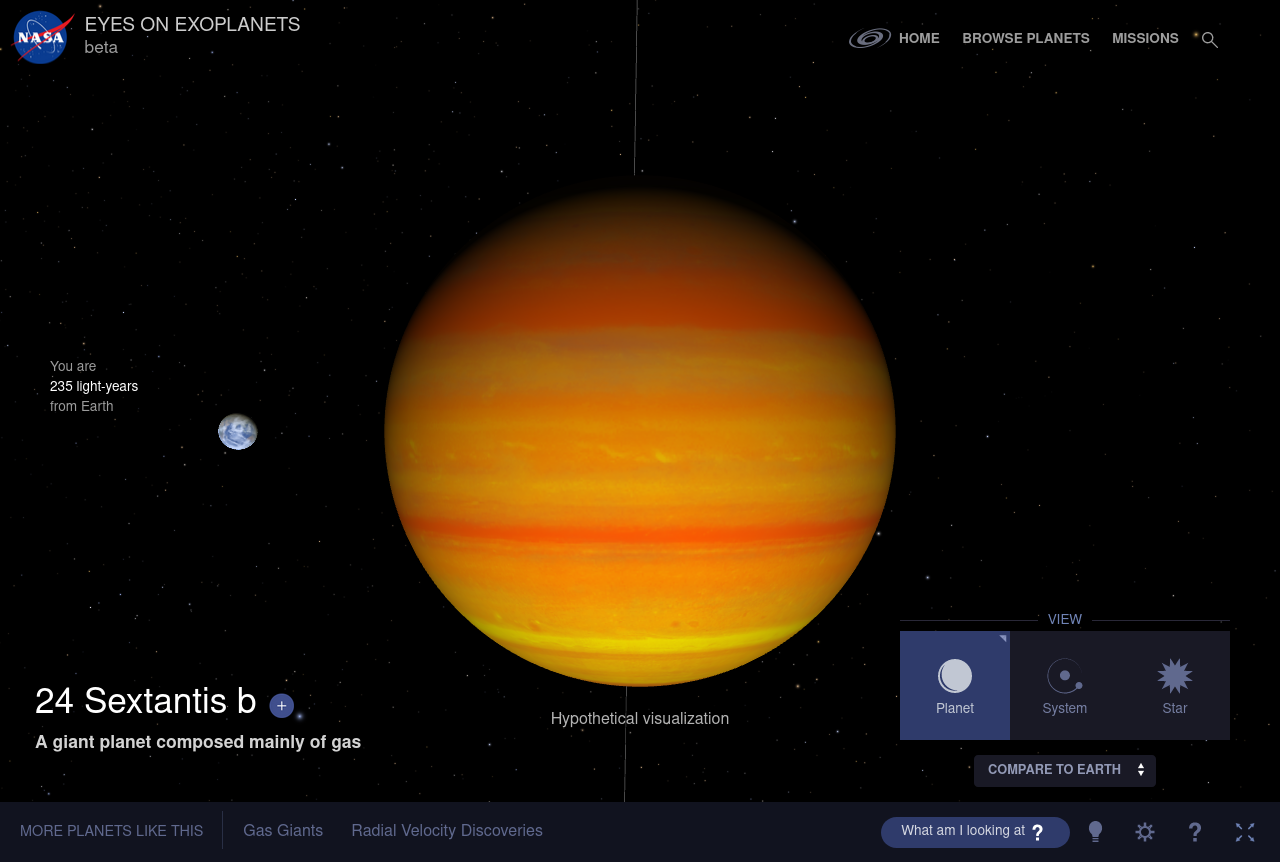 NASA
EYES ON EXOPLANETS
beta
HOME
BROWSE PLANETS
MISSIONS
You are
235 light-years
from Earth
24 Sextantis b +
A giant planet composed mainly of gas
Hypothetical visualization
VIEW
Planet
System
Star
COMPARE TO EARTH
MORE PLANETS LIKE THIS
Gas Giants
Radial Velocity Discoveries
What am I looking at ?
?